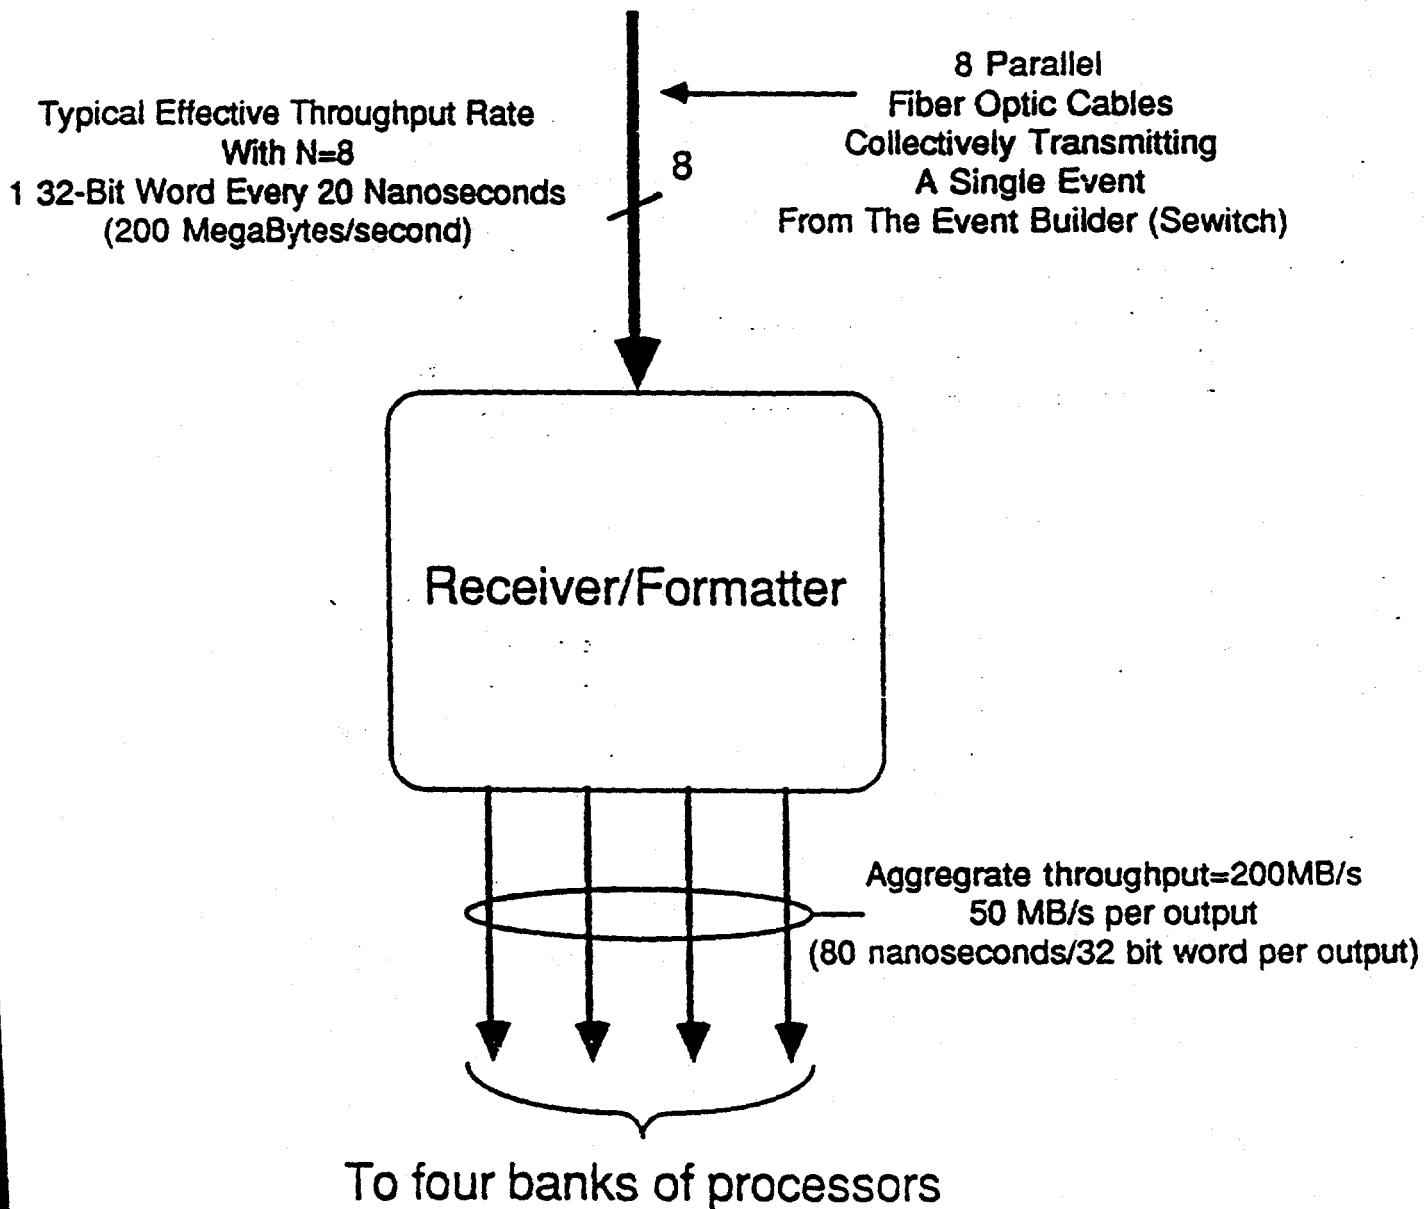 8 Parallel
Fiber Optic Cables
Collectively Transmitting
A Single Event
From The Event Builder (Sewitch)
Typical Effective Throughput Rate
With N=8
1 32-Bit Word Every 20 Nanoseconds
(200 MegaBytes/second)
8
Receiver/Formatter
Aggregrate throughput=200MB/s
50 MB/s per output
(80 nanoseconds/32 bit word per output)
To four banks of processors